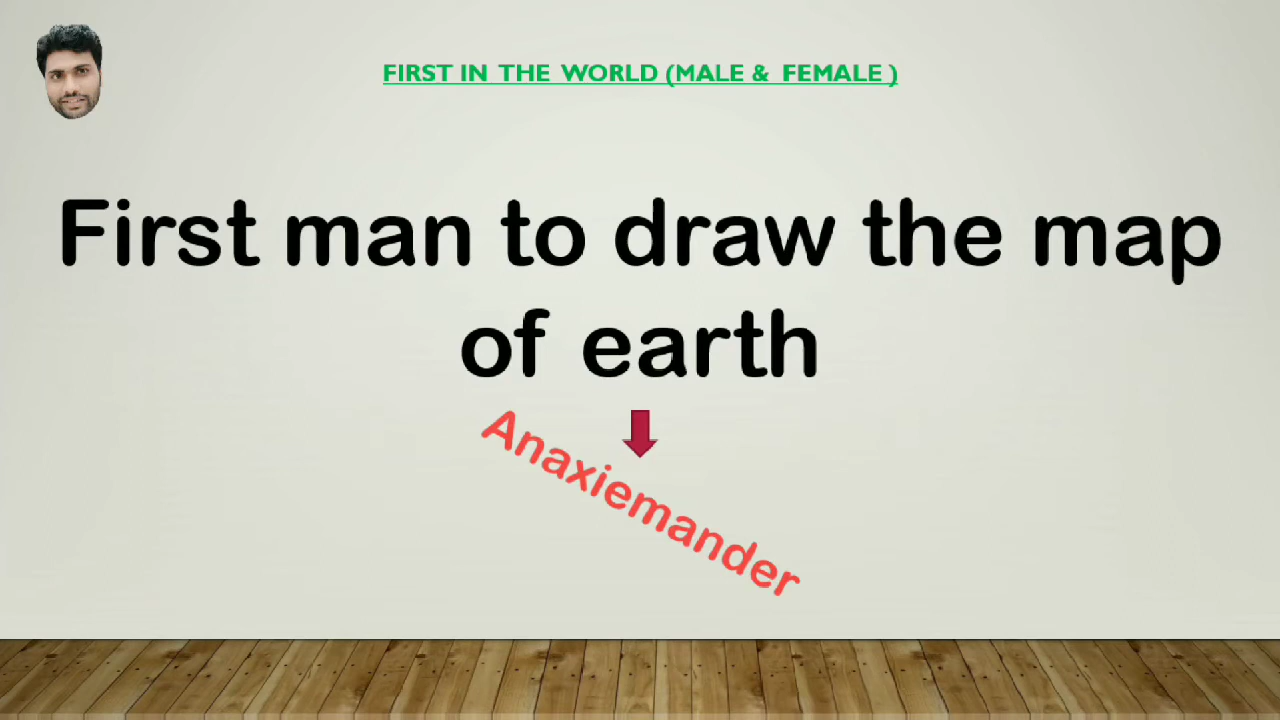 FIRST IN THE WORLD (MALE & FEMALE )
First man to draw the map
of earth
Anaxiemander